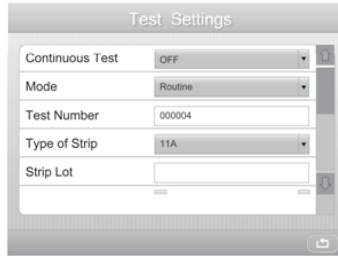 Test Settings
Continuous Test OFF
Mode Routine
Test Number 000004
Type of Strip 11A
Strip Lot